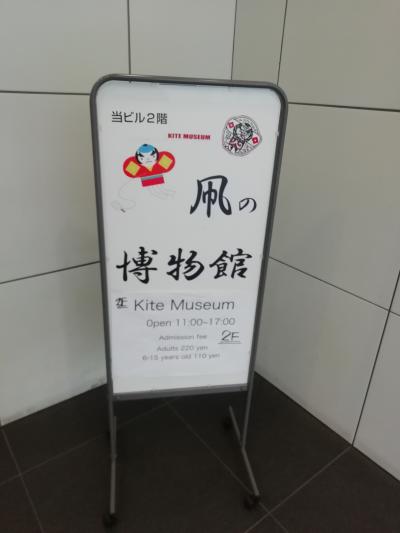 当ビル2階
KITE MUSEUM
凧の
博物館
Kite Museum
Open 11:00~17:00
Admission fee
2F
Adults 220 yen
6-15 years old 110 yen